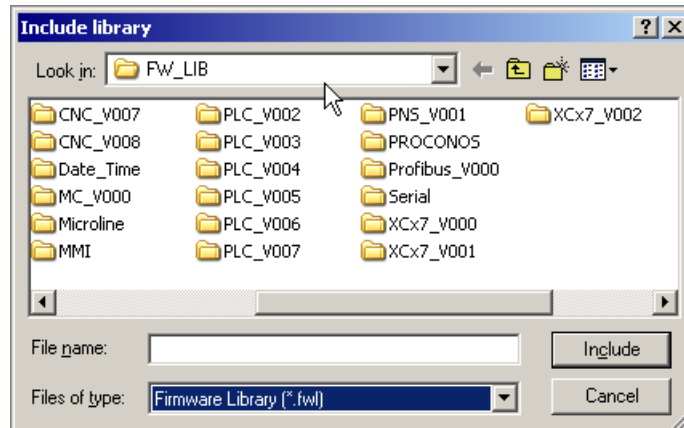 Include library
Look in: FW_LIB
CNC_V007 PLC_V002 PNS_V001 XCx7_V002
CNC_V008 PLC_V003 PROCONOS
Date_Time PLC_V004 Profibus_V000
MC_V000 PLC_V005 Serial
Microline PLC_V006 XCx7_V000
MMI PLC_V007 XCx7_V001
File name: Include
Files of type: Firmware Library (*.fwl) Cancel